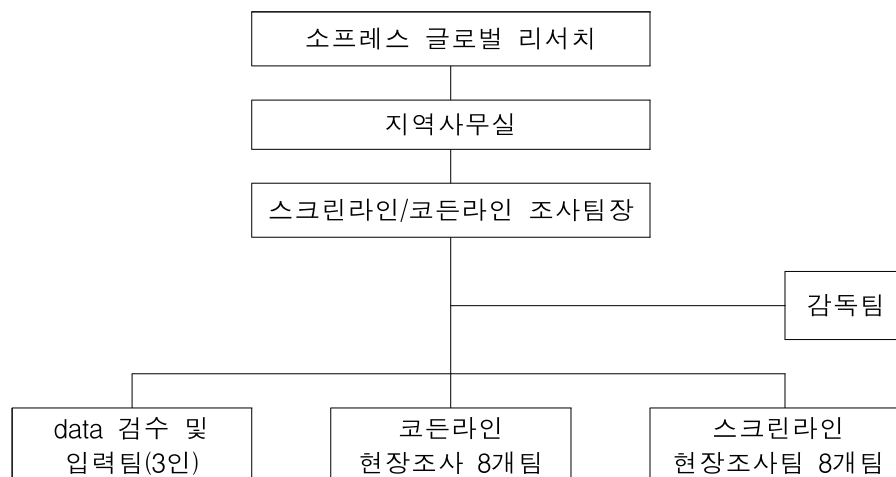 소프레스 글로벌 리서치
지역사무실
스크린라인/코든라인 조사팀장
감독팀
data 검수 및
입력팀(3인)
코든라인
현장조사 8개팀
스크린라인
현장조사팀 8개팀